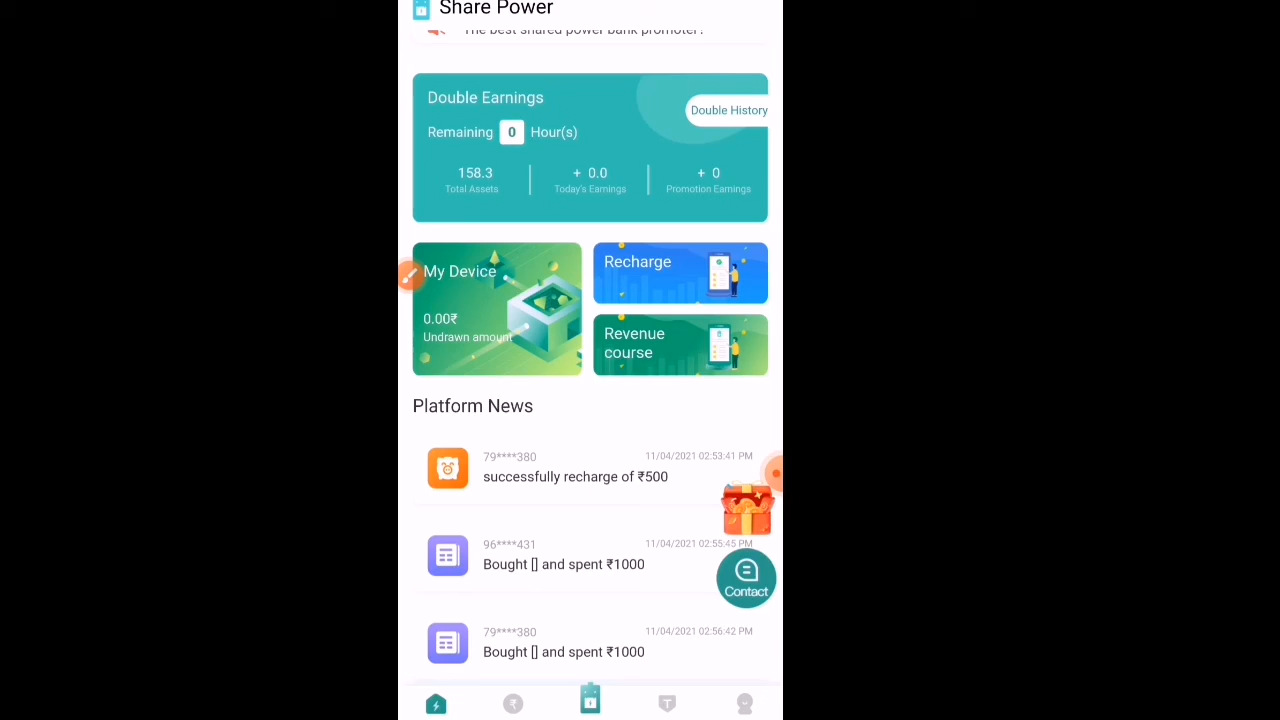 Share Power
The best shared power bank promoter!
Double Earnings
Double History
Remaining 0 Hour(s)
158.3 + 0.0 + 0
Total Assets Today's Earnings Promotion Earnings
My Device
0.00₹
Undrawn amount
Recharge
Revenue
course
Platform News
79****380 11/04/2021 02:53:41 PM
successfully recharge of ₹500
96****431 11/04/2021 02:55:45 PM
Bought [] and spent ₹1000
Contact
79****380 11/04/2021 02:56:42 PM
Bought [] and spent ₹1000